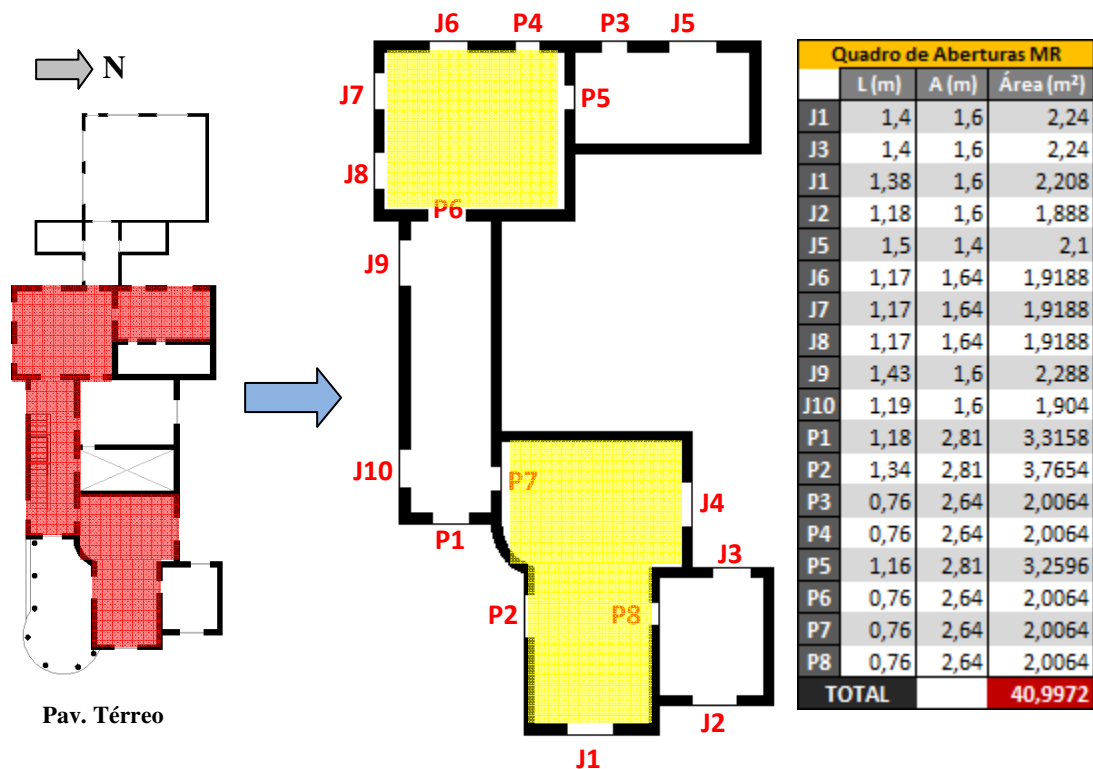 N
Pav. Térreo
J6 P4 P3 J5
J7
P5
J8
P6
J9
J10
P7
J4
P1
J3
P2
P8
J2
J1
Quadro de Aberturas MR
L (m) A (m) Área (m²)
J1 1,4 1,6 2,24
J3 1,4 1,6 2,24
J1 1,38 1,6 2,208
J2 1,18 1,6 1,888
J5 1,5 1,4 2,1
J6 1,17 1,64 1,9188
J7 1,17 1,64 1,9188
J8 1,17 1,64 1,9188
J9 1,43 1,6 2,288
J10 1,19 1,6 1,904
P1 1,18 2,81 3,3158
P2 1,34 2,81 3,7654
P3 0,76 2,64 2,0064
P4 0,76 2,64 2,0064
P5 1,16 2,81 3,2596
P6 0,76 2,64 2,0064
P7 0,76 2,64 2,0064
P8 0,76 2,64 2,0064
TOTAL 40,9972